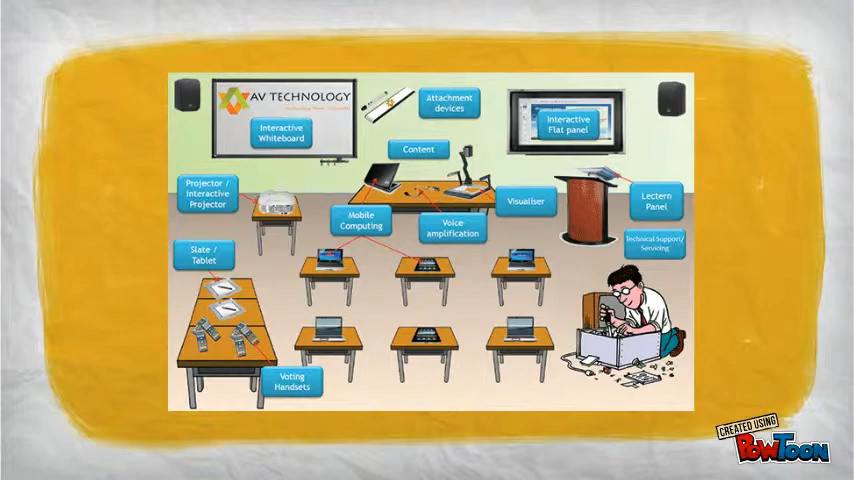 AV TECHNOLOGY
Attachment
devices
Interactive
Whiteboard
Interactive
Flat panel
Content
Projector /
Interactive
Projector
Mobile
Computing
Voice
amplification
Visualiser
Lectern
Panel
Slate /
Tablet
Technical Support/
Servicing
Voting
Handsets
CREATED USING
POWTOON